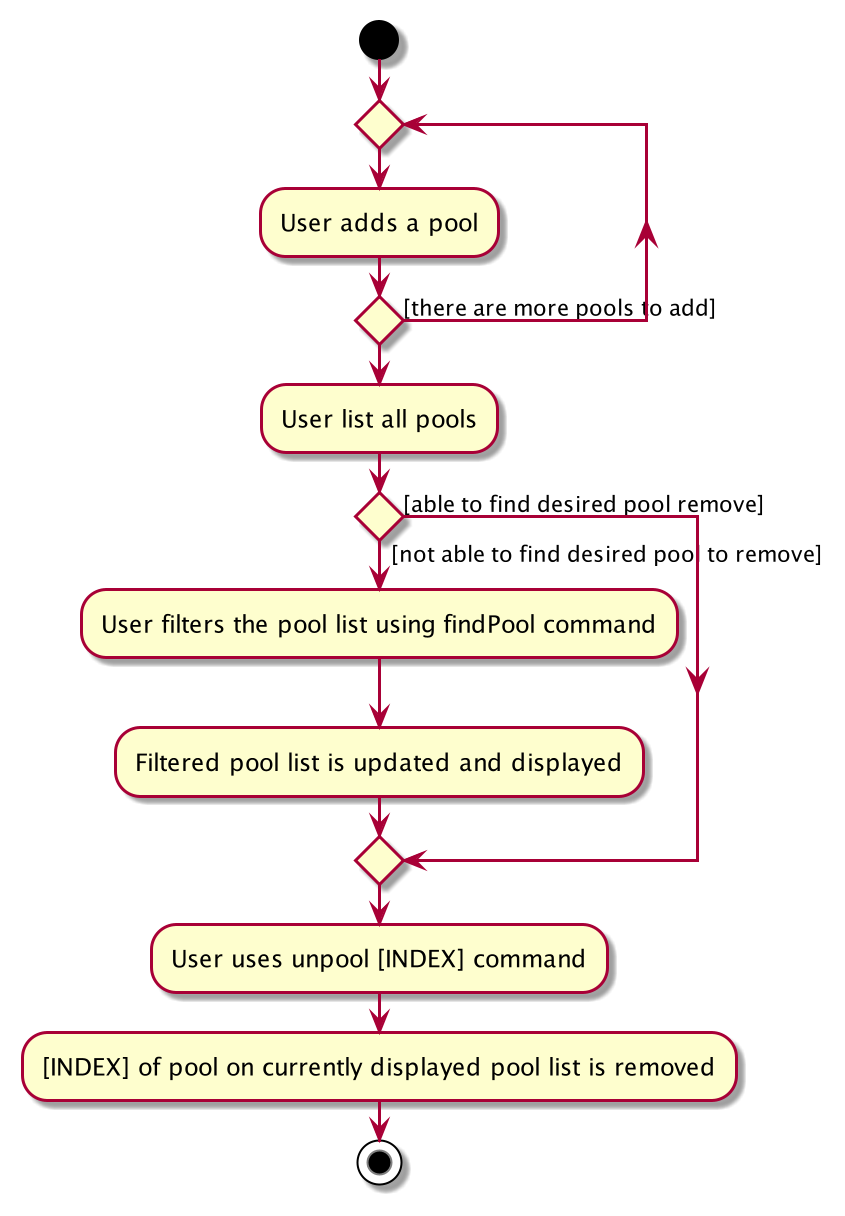 User adds a pool
[there are more pools to add]
User list all pools
[able to find desired pool remove]
[not able to find desired pool to remove]
User filters the pool list using findPool command
Filtered pool list is updated and displayed
User uses unpool [INDEX] command
[INDEX] of pool on currently displayed pool list is removed